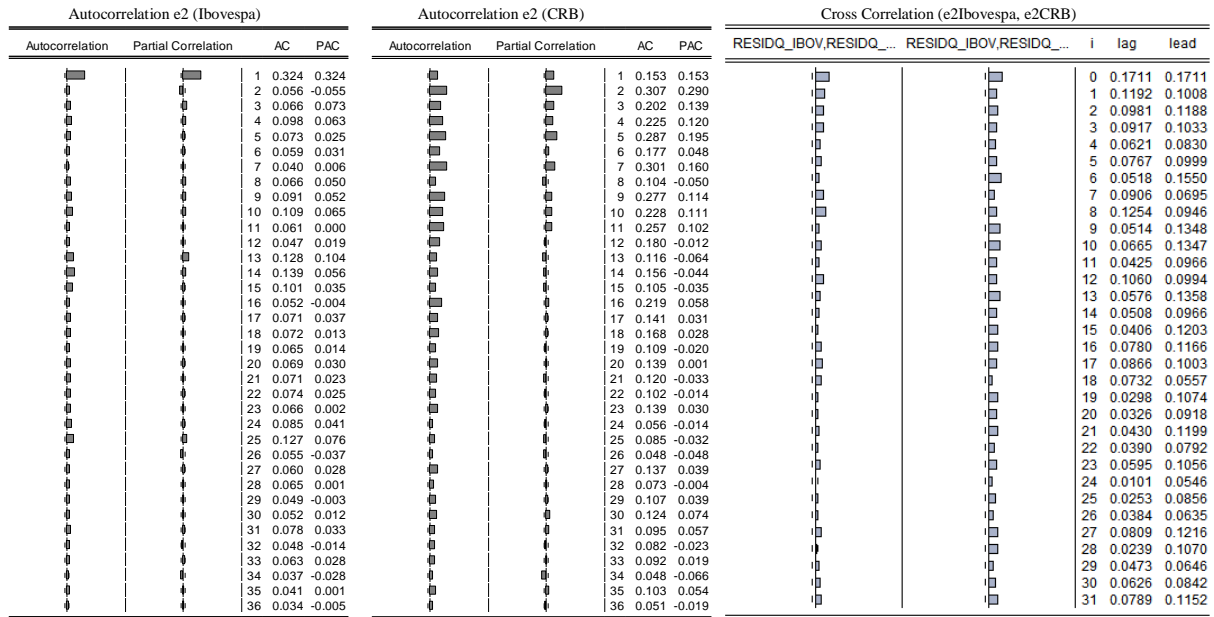 Autocorrelation e2 (Ibovespa)
Autocorrelation Partial Correlation AC PAC
1 0.324 0.324
2 0.056 -0.055
3 0.066 0.073
4 0.098 0.063
5 0.073 0.025
6 0.059 0.031
7 0.040 0.006
8 0.066 0.050
9 0.091 0.052
10 0.109 0.065
11 0.061 0.000
12 0.047 0.019
13 0.128 0.104
14 0.139 0.056
15 0.101 0.035
16 0.052 -0.004
17 0.071 0.037
18 0.072 0.013
19 0.065 0.014
20 0.069 0.030
21 0.071 0.023
22 0.074 0.025
23 0.066 0.002
24 0.085 0.041
25 0.127 0.076
26 0.055 -0.037
27 0.060 0.028
28 0.065 0.001
29 0.049 -0.003
30 0.052 0.012
31 0.078 0.033
32 0.048 -0.014
33 0.063 0.028
34 0.037 -0.028
35 0.041 0.001
36 0.034 -0.005
Autocorrelation e2 (CRB)
Autocorrelation Partial Correlation AC PAC
1 0.153 0.153
2 0.307 0.290
3 0.202 0.139
4 0.225 0.120
5 0.287 0.195
6 0.177 0.048
7 0.301 0.160
8 0.104 -0.050
9 0.277 0.114
10 0.228 0.111
11 0.257 0.102
12 0.180 -0.012
13 0.116 -0.064
14 0.156 -0.044
15 0.105 -0.035
16 0.219 0.058
17 0.141 0.031
18 0.168 0.028
19 0.109 -0.020
20 0.139 0.001
21 0.120 -0.033
22 0.102 -0.014
23 0.139 0.030
24 0.056 -0.014
25 0.085 -0.032
26 0.048 -0.048
27 0.137 0.039
28 0.073 -0.004
29 0.107 0.039
30 0.124 0.074
31 0.095 0.057
32 0.082 -0.023
33 0.092 0.019
34 0.048 -0.066
35 0.103 0.054
36 0.051 -0.019
Cross Correlation (e2Ibovespa, e2CRB)
RESIDQ_IBOV,RESIDQ_... RESIDQ_IBOV,RESIDQ_... i lag lead
0 0.1711 0.1711
1 0.1192 0.1008
2 0.0981 0.1188
3 0.0917 0.1033
4 0.0621 0.0830
5 0.0767 0.0999
6 0.0518 0.1550
7 0.0906 0.0695
8 0.1254 0.0946
9 0.0514 0.1348
10 0.0665 0.1347
11 0.0425 0.0966
12 0.1060 0.0994
13 0.0576 0.1358
14 0.0508 0.0966
15 0.0406 0.1203
16 0.0780 0.1166
17 0.0866 0.1003
18 0.0732 0.0557
19 0.0298 0.1074
20 0.0326 0.0918
21 0.0430 0.1199
22 0.0390 0.0792
23 0.0595 0.1056
24 0.0101 0.0546
25 0.0253 0.0856
26 0.0384 0.0635
27 0.0809 0.1216
28 0.0239 0.1070
29 0.0473 0.0646
30 0.0626 0.0842
31 0.0789 0.1152